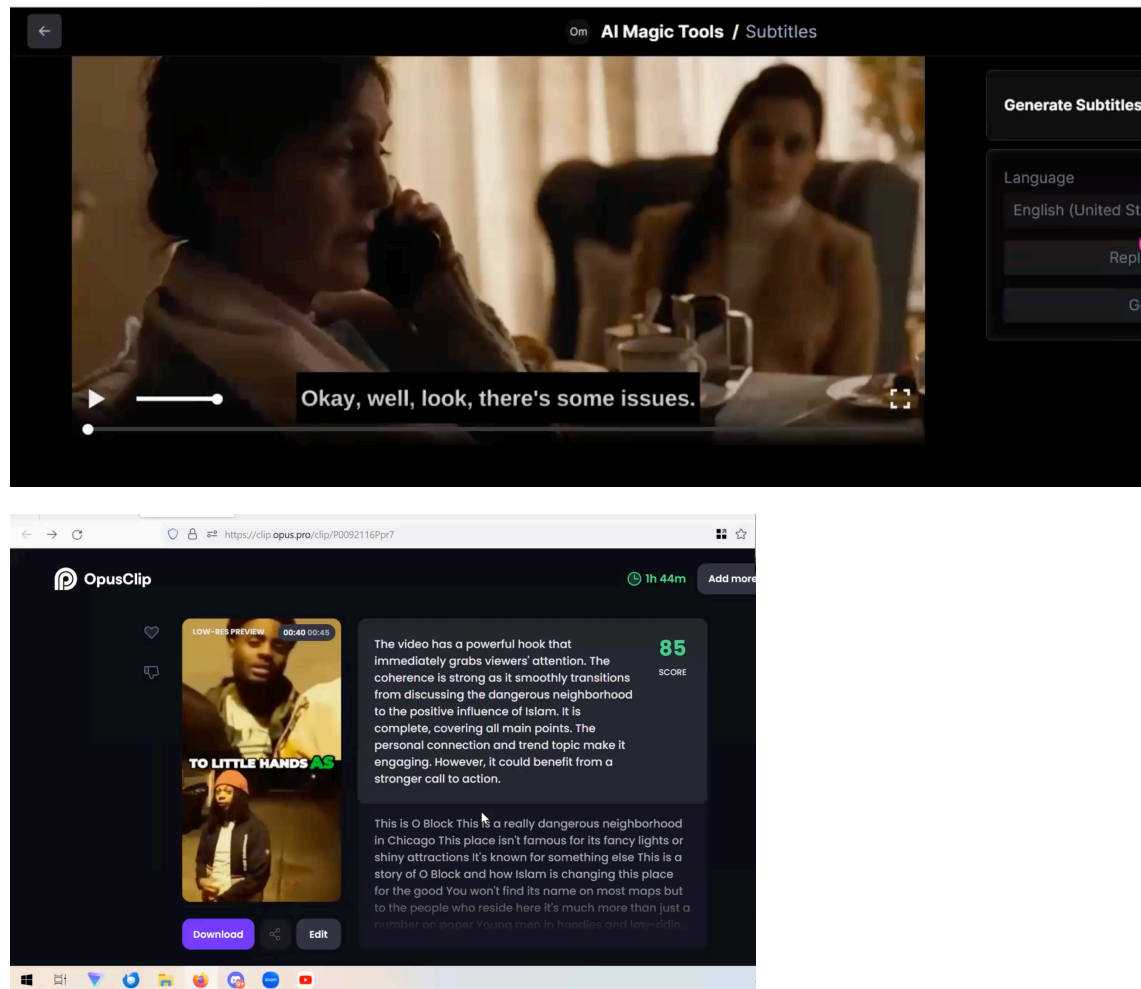 Om AI Magic Tools / Subtitles
Generate Subtitles
Language
English (United St
Repl
G
Okay, well, look, there's some issues.
https://clip.opus.pro/clip/P0092116Ppr7
OpusClip
1h 44m
Add more
LOW-RES PREVIEW 00:40 00:45
TO LITTLE HANDS AS
The video has a powerful hook that
immediately grabs viewers' attention. The
coherence is strong as it smoothly transitions
from discussing the dangerous neighborhood
to the positive influence of Islam. It is
complete, covering all main points. The
personal connection and trend topic make it
engaging. However, it could benefit from a
stronger call to action.
85
SCORE
This is O Block This is a really dangerous neighborhood
in Chicago This place isn't famous for its fancy lights or
shiny attractions It's known for something else This is a
story of O Block and how Islam is changing this place
for the good You won't find its name on most maps but
to the people who reside here it's much more than just a
number on paper Young men in hoodies and low-ridin...
Download
Edit
zoom